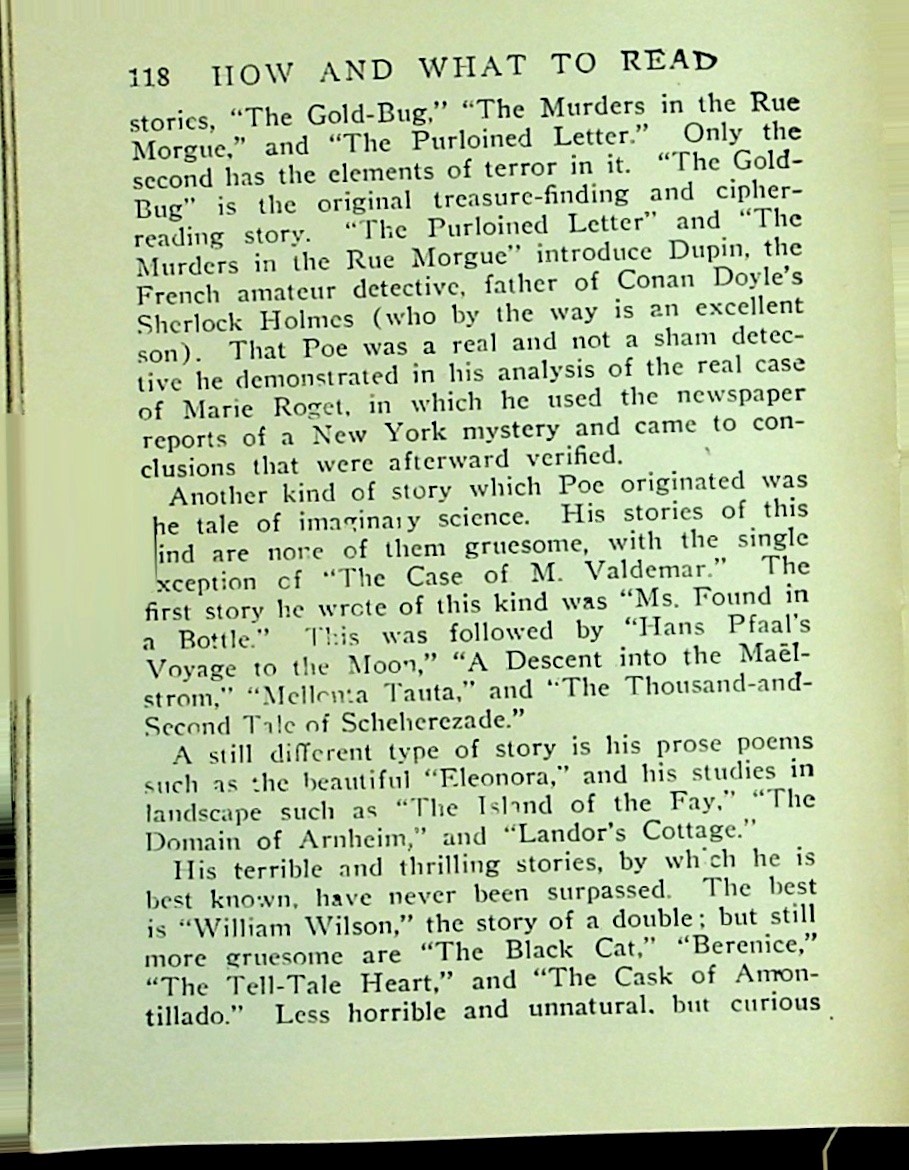 118 HOW AND WHAT TO READ
stories, “The Gold-Bug,” “The Murders in the Rue
Morgue,” and “The Purloined Letter.” Only the
second has the elements of terror in it. “The Gold-
Bug” is the original treasure-finding and cipher-
reading story. “The Purloined Letter” and “The
Murders in the Rue Morgue” introduce Dupin, the
French amateur detective, father of Conan Doyle’s
Sherlock Holmes (who by the way is an excellent
son). That Poe was a real and not a sham detec-
tive he demonstrated in his analysis of the real case
of Marie Roget, in which he used the newspaper
reports of a New York mystery and came to con-
clusions that were afterward verified.
Another kind of story which Poe originated was
he tale of imaginary science. His stories of this
ind are none of them gruesome, with the single
xception of “The Case of M. Valdemar.” The
first story he wrote of this kind was “Ms. Found in
a Bottle.” This was followed by “Hans Pfaal’s
Voyage to the Moon,” “A Descent into the Maël-
strom,” “Mellonta Tauta,” and “The Thousand-and-
Second Tale of Scheherezade.”
A still different type of story is his prose poems
such as the beautiful “Eleonora,” and his studies in
landscape such as “The Island of the Fay,” “The
Domain of Arnheim,” and “Landor’s Cottage.”
His terrible and thrilling stories, by which he is
best known, have never been surpassed. The best
is “William Wilson,” the story of a double; but still
more gruesome are “The Black Cat,” “Berenice,”
“The Tell-Tale Heart,” and “The Cask of Amon-
tillado.” Less horrible and unnatural, but curious